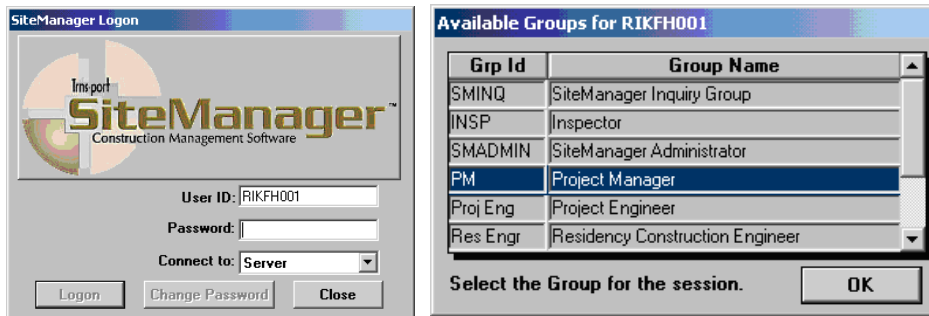 SiteManager Logon
Trns•port
SiteManager™
Construction Management Software
User ID: RIKFH001
Password:
Connect to: Server
Logon Change Password Close
Available Groups for RIKFH001
Grp Id Group Name
SMINQ SiteManager Inquiry Group
INSP Inspector
SMADMIN SiteManager Administrator
PM Project Manager
Proj Eng Project Engineer
Res Engr Residency Construction Engineer
Select the Group for the session. OK